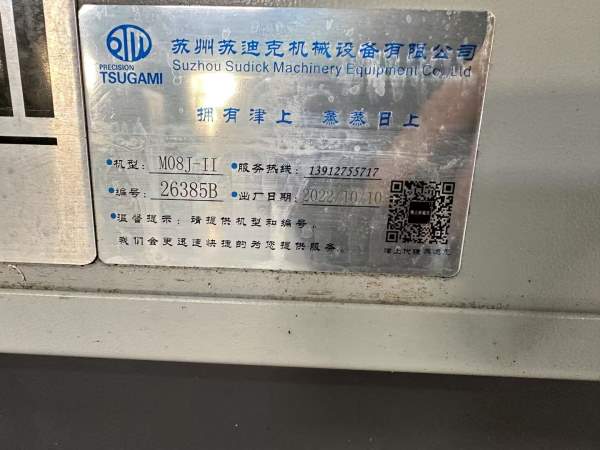 PRECISION
TSUGAMI
苏州苏迪克机械设备有限公司
Suzhou Sudick Machinery Equipment Co., Ltd
拥有津上 蒸蒸日上
•机型: M08J-II •服务热线: 13912755717
•编号: 26385B •出厂日期: 2022.10.10
•温馨提示: 请提供机型和编号,
我们会更迅速快捷的为您提供服务。